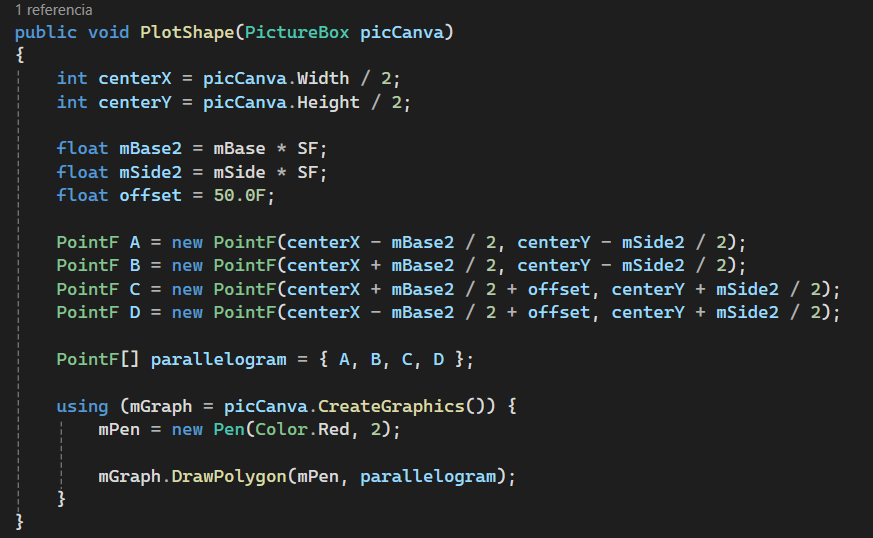 1 referencia
public void PlotShape(PictureBox picCanva)
{
    int centerX = picCanva.Width / 2;
    int centerY = picCanva.Height / 2;

    float mBase2 = mBase * SF;
    float mSide2 = mSide * SF;
    float offset = 50.0F;

    PointF A = new PointF(centerX - mBase2 / 2, centerY - mSide2 / 2);
    PointF B = new PointF(centerX + mBase2 / 2, centerY - mSide2 / 2);
    PointF C = new PointF(centerX + mBase2 / 2 + offset, centerY + mSide2 / 2);
    PointF D = new PointF(centerX - mBase2 / 2 + offset, centerY + mSide2 / 2);

    PointF[] parallelogram = { A, B, C, D };

    using (mGraph = picCanva.CreateGraphics()) {
        mPen = new Pen(Color.Red, 2);

        mGraph.DrawPolygon(mPen, parallelogram);
    }
}